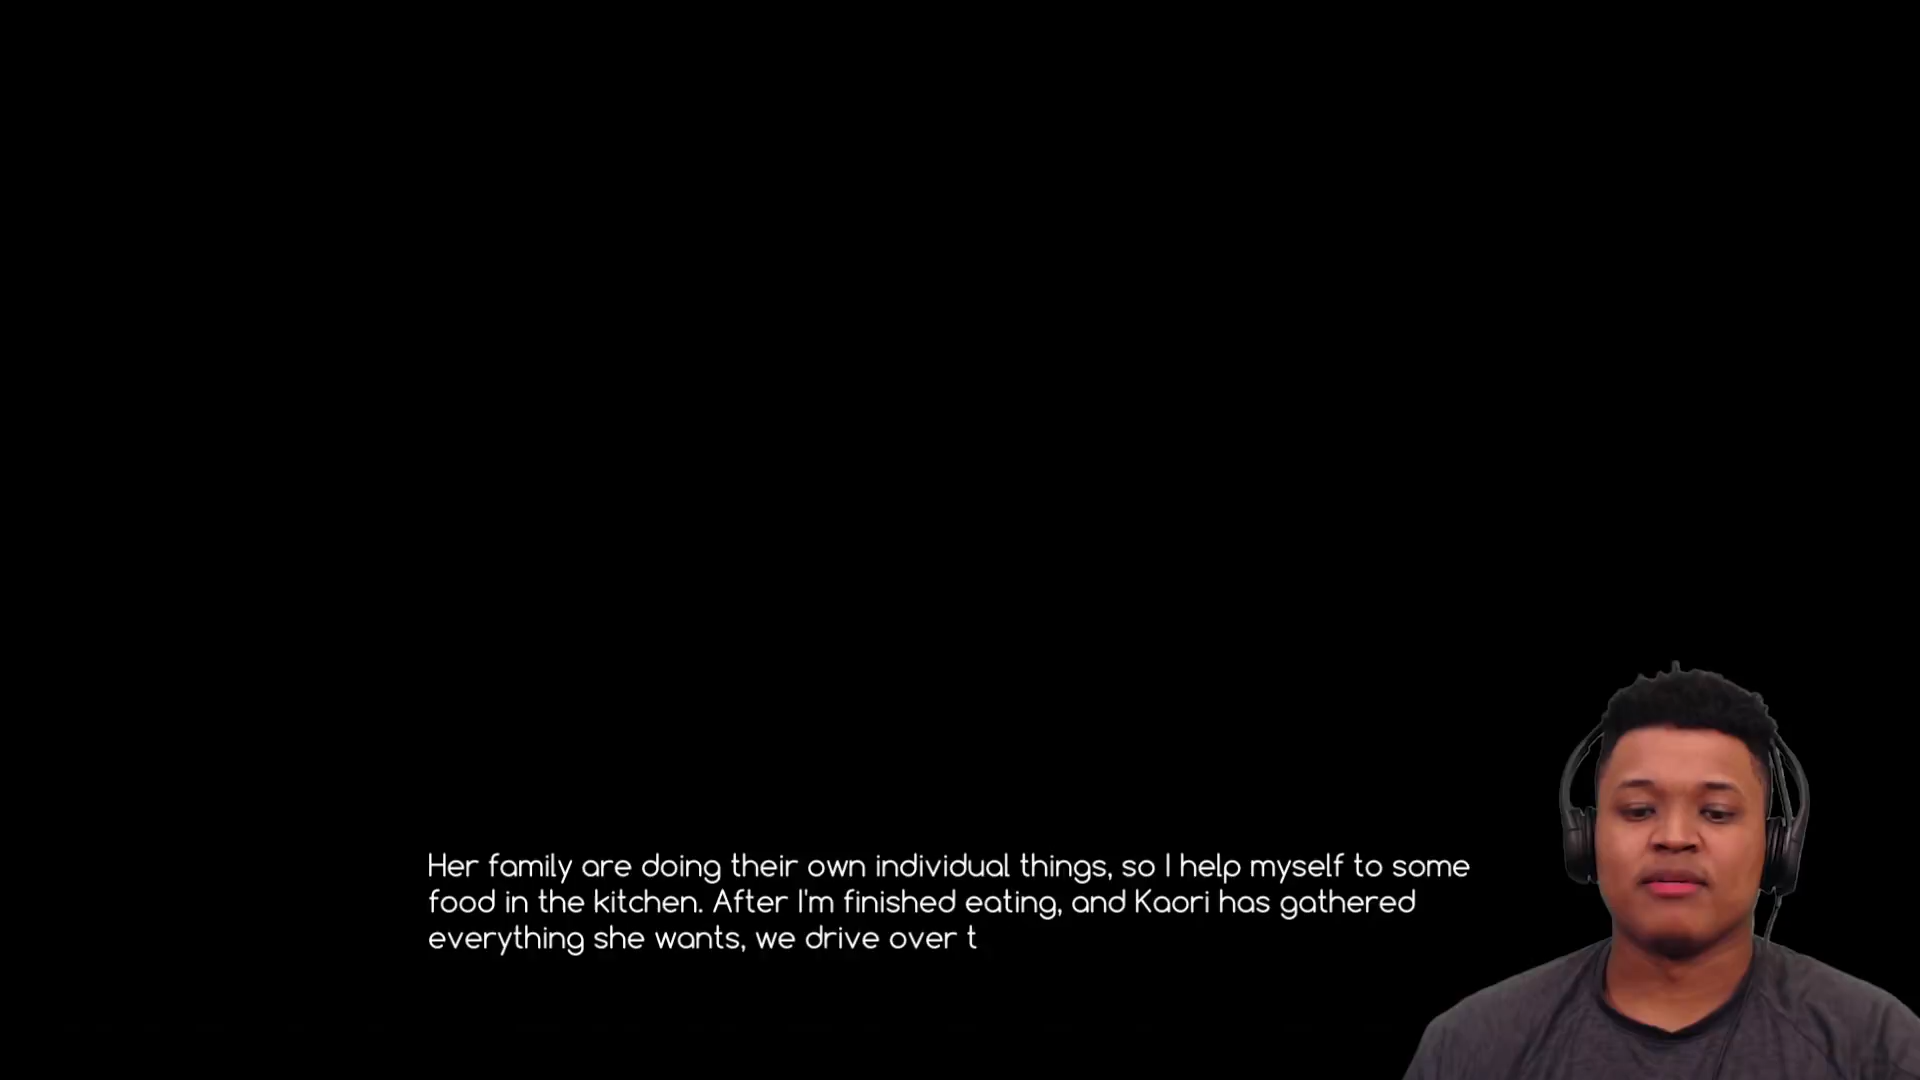 Her family are doing their own individual things, so I help myself to some
food in the kitchen. After I'm finished eating, and Kaori has gathered
everything she wants, we drive over t